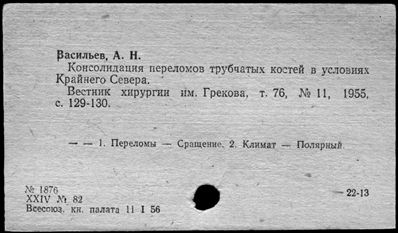 Васильев, А. Н.
Консолидация переломов трубчатых костей в условиях
Крайнего Севера.
Вестник хирургии им. Грекова, т. 76, № 11, 1955,
с. 129-130.
— — 1. Переломы — Сращение. 2. Климат — Полярный.
№ 1876
XXIV № 82
Всесоюз. кн. палата 11 I 56
— 22-13